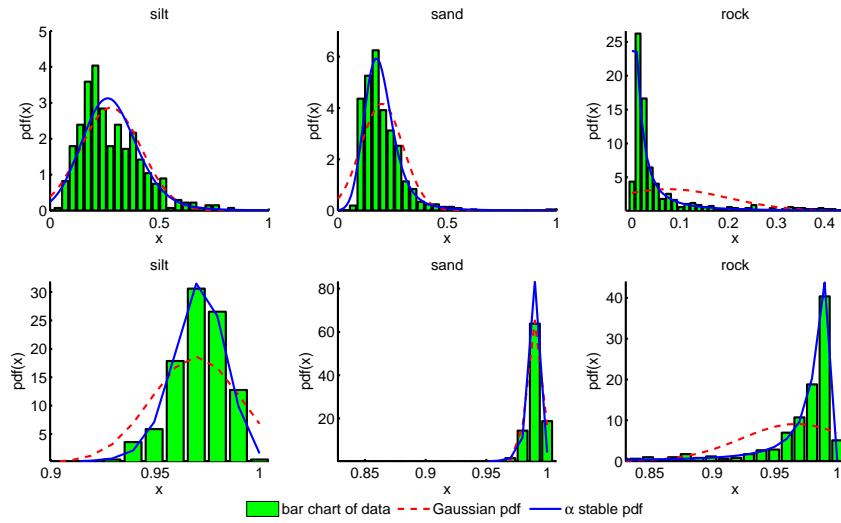 silt
sand
rock
5
4
3
2
1
0
0 0.5 1
pdf(x)
x
6
4
2
0
0 0.5 1
pdf(x)
x
25
20
15
10
5
0 0.1 0.2 0.3 0.4
pdf(x)
x
silt
sand
rock
30
25
20
15
10
5
0.9 0.95 1
pdf(x)
x
80
60
40
20
0.85 0.9 0.95 1
pdf(x)
x
40
30
20
10
0.85 0.9 0.95 1
pdf(x)
x
bar chart of data Gaussian pdf α stable pdf